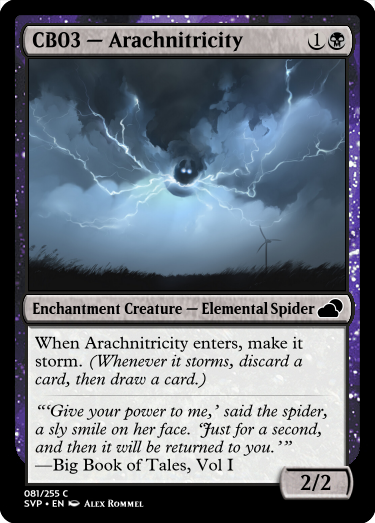 CB03 — Arachnitricity 1
Enchantment Creature — Elemental Spider
When Arachnitricity enters, make it
storm. (Whenever it storms, discard a
card, then draw a card.)
“‘Give your power to me,’ said the spider,
a sly smile on her face. ‘Just for a second,
and then it will be returned to you.’”
—Big Book of Tales, Vol I
2/2
081/255 C
SVP • EN Alex Rommel